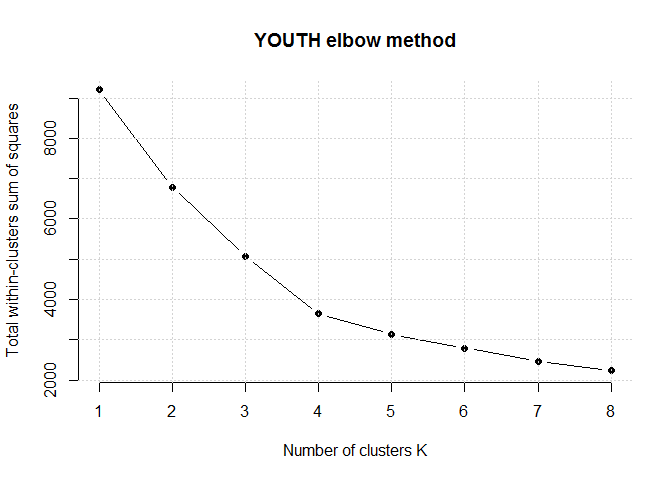 YOUTH elbow method
Total within-clusters sum of squares
8000
6000
4000
2000
1 2 3 4 5 6 7 8
Number of clusters K